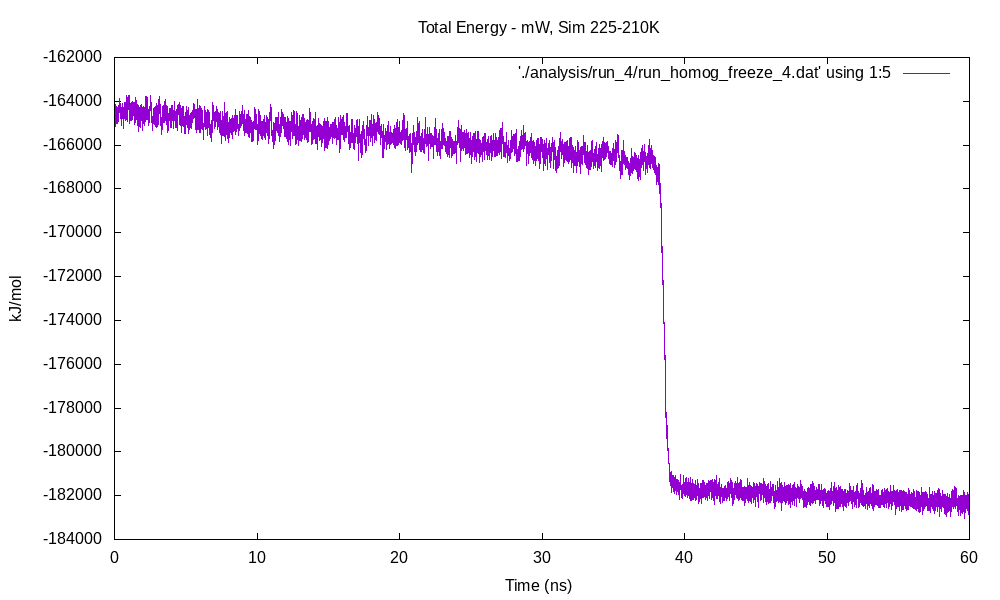 Total Energy - mW, Sim 225-210K
'./analysis/run_4/run_homog_freeze_4.dat' using 1:5
-162000
-164000
-166000
-168000
-170000
-172000
-174000
-176000
-178000
-180000
-182000
-184000
kJ/mol
0 10 20 30 40 50 60
Time (ns)